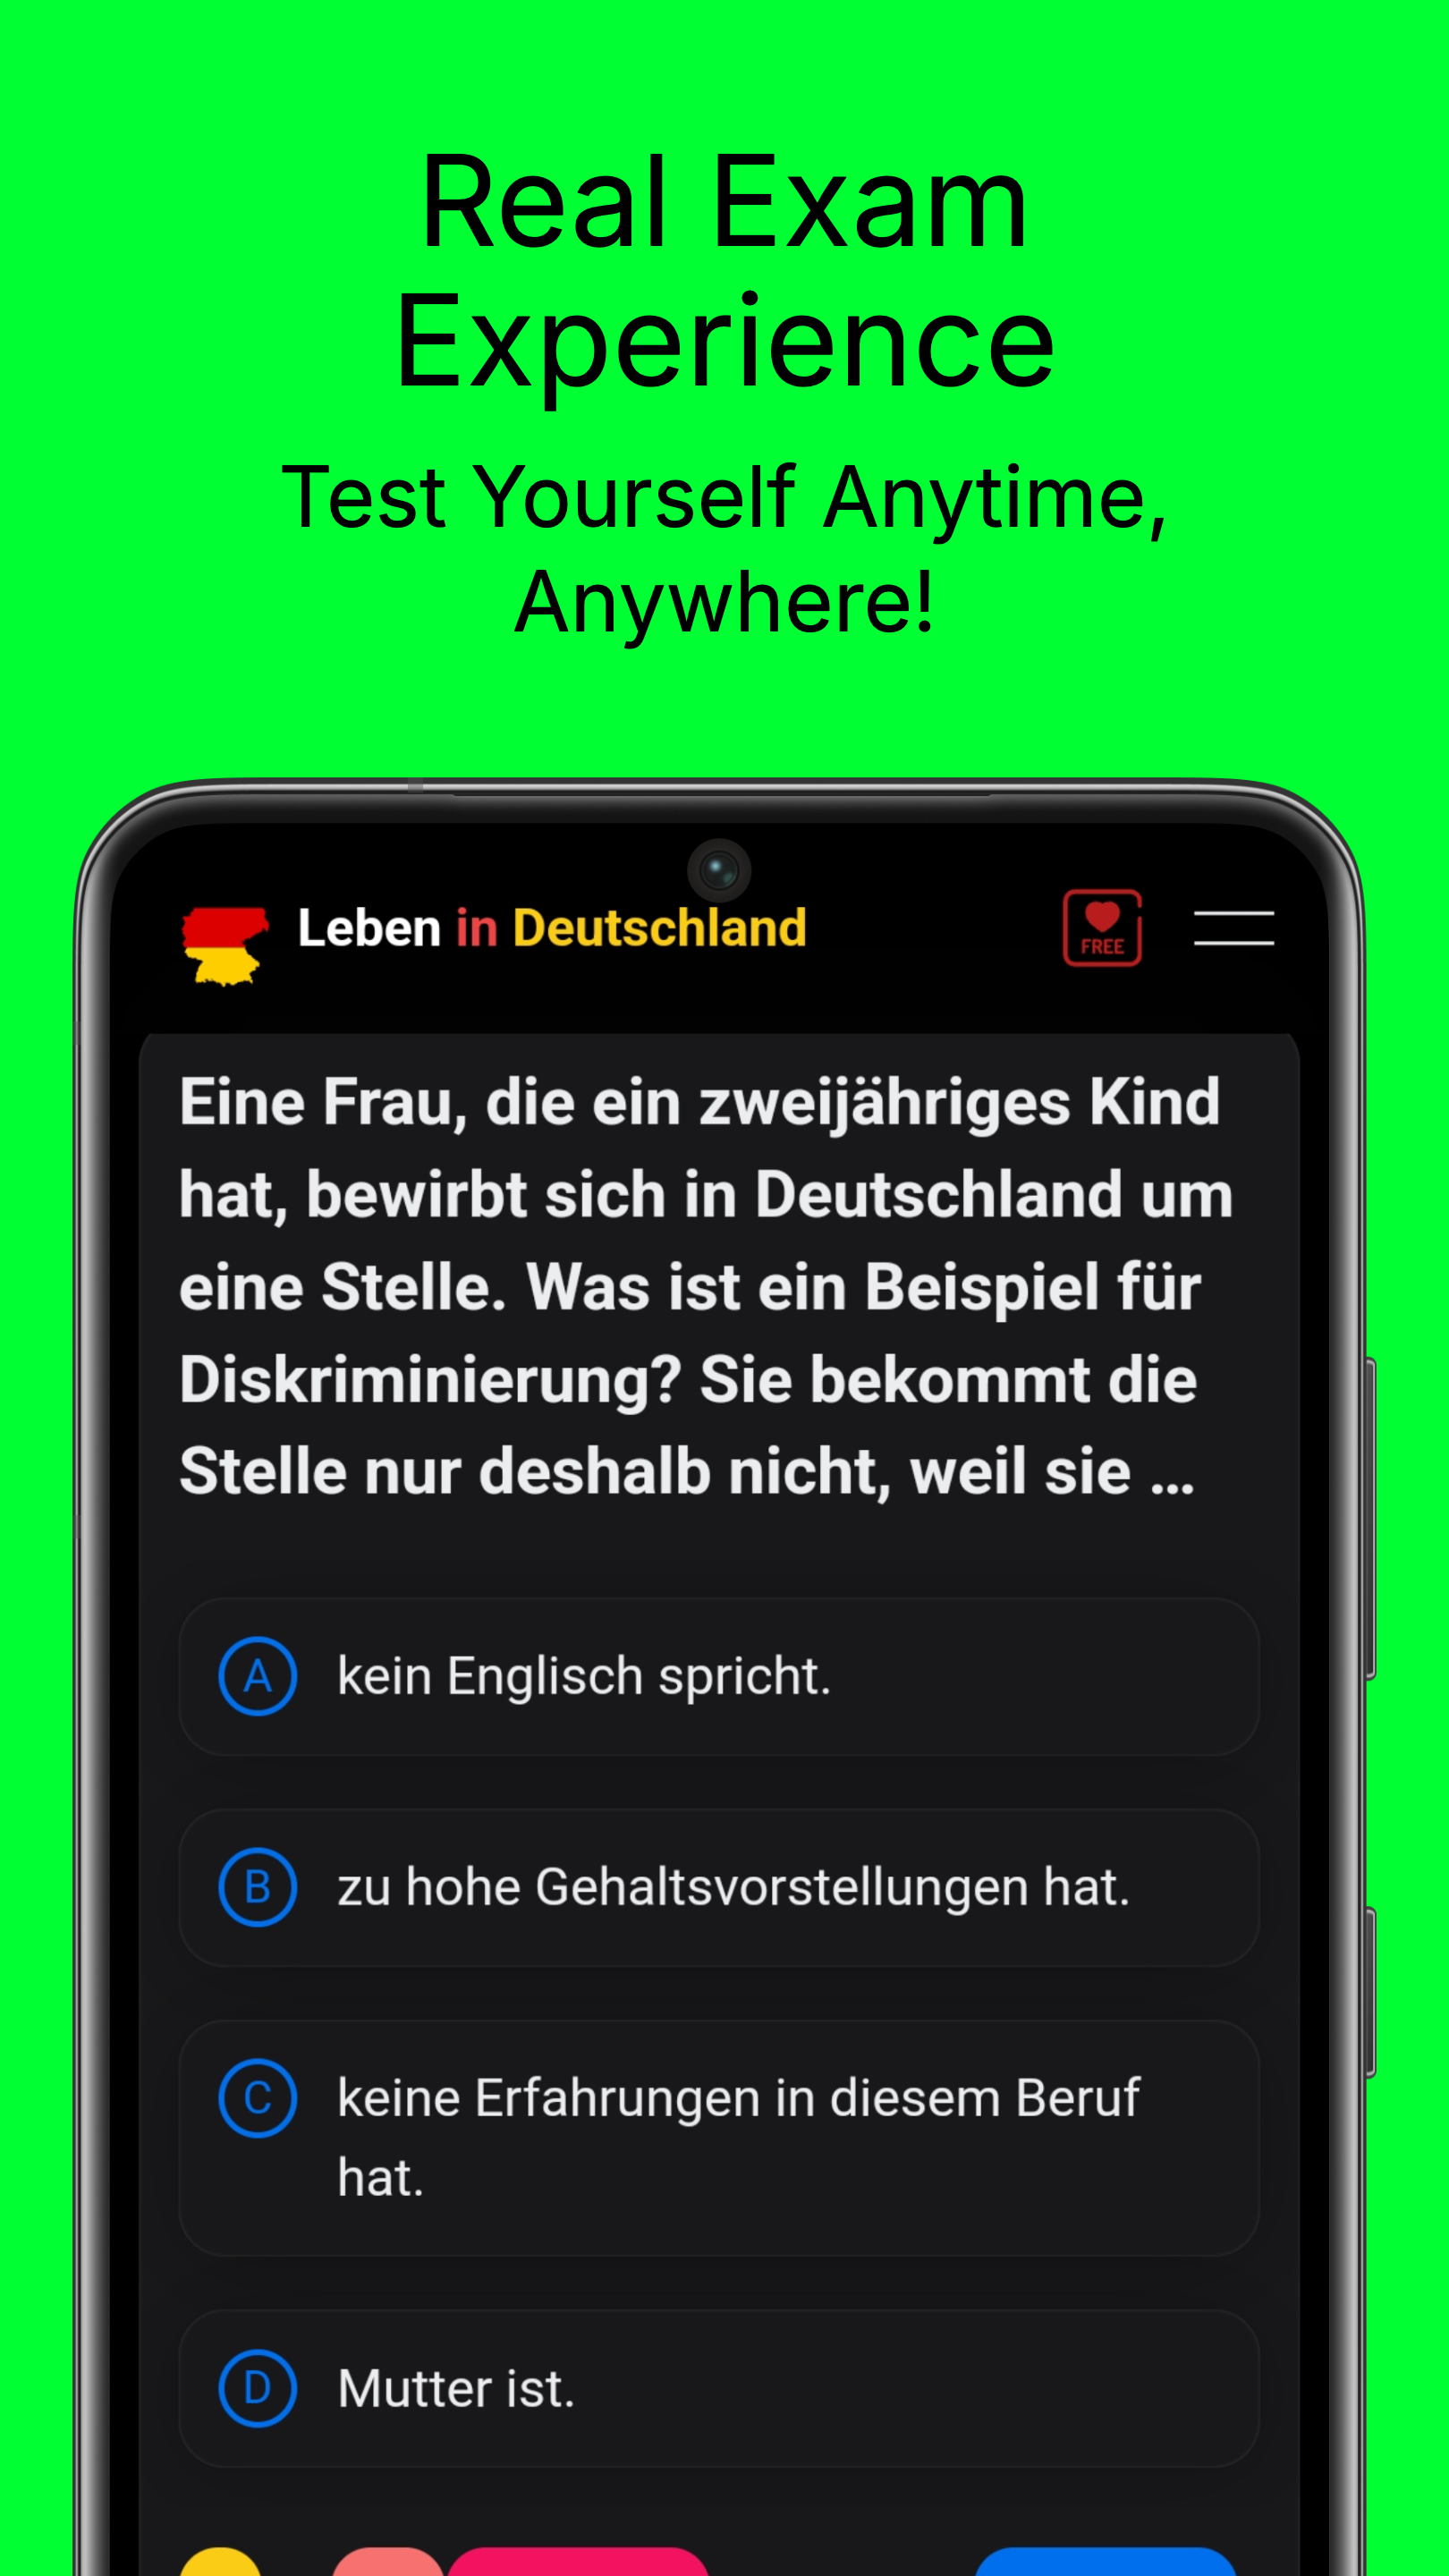 Real Exam
Experience
Test Yourself Anytime,
Anywhere!
Leben in Deutschland
FREE
Eine Frau, die ein zweijähriges Kind
hat, bewirbt sich in Deutschland um
eine Stelle. Was ist ein Beispiel für
Diskriminierung? Sie bekommt die
Stelle nur deshalb nicht, weil sie ...
A kein Englisch spricht.
B zu hohe Gehaltsvorstellungen hat.
C keine Erfahrungen in diesem Beruf
hat.
D Mutter ist.